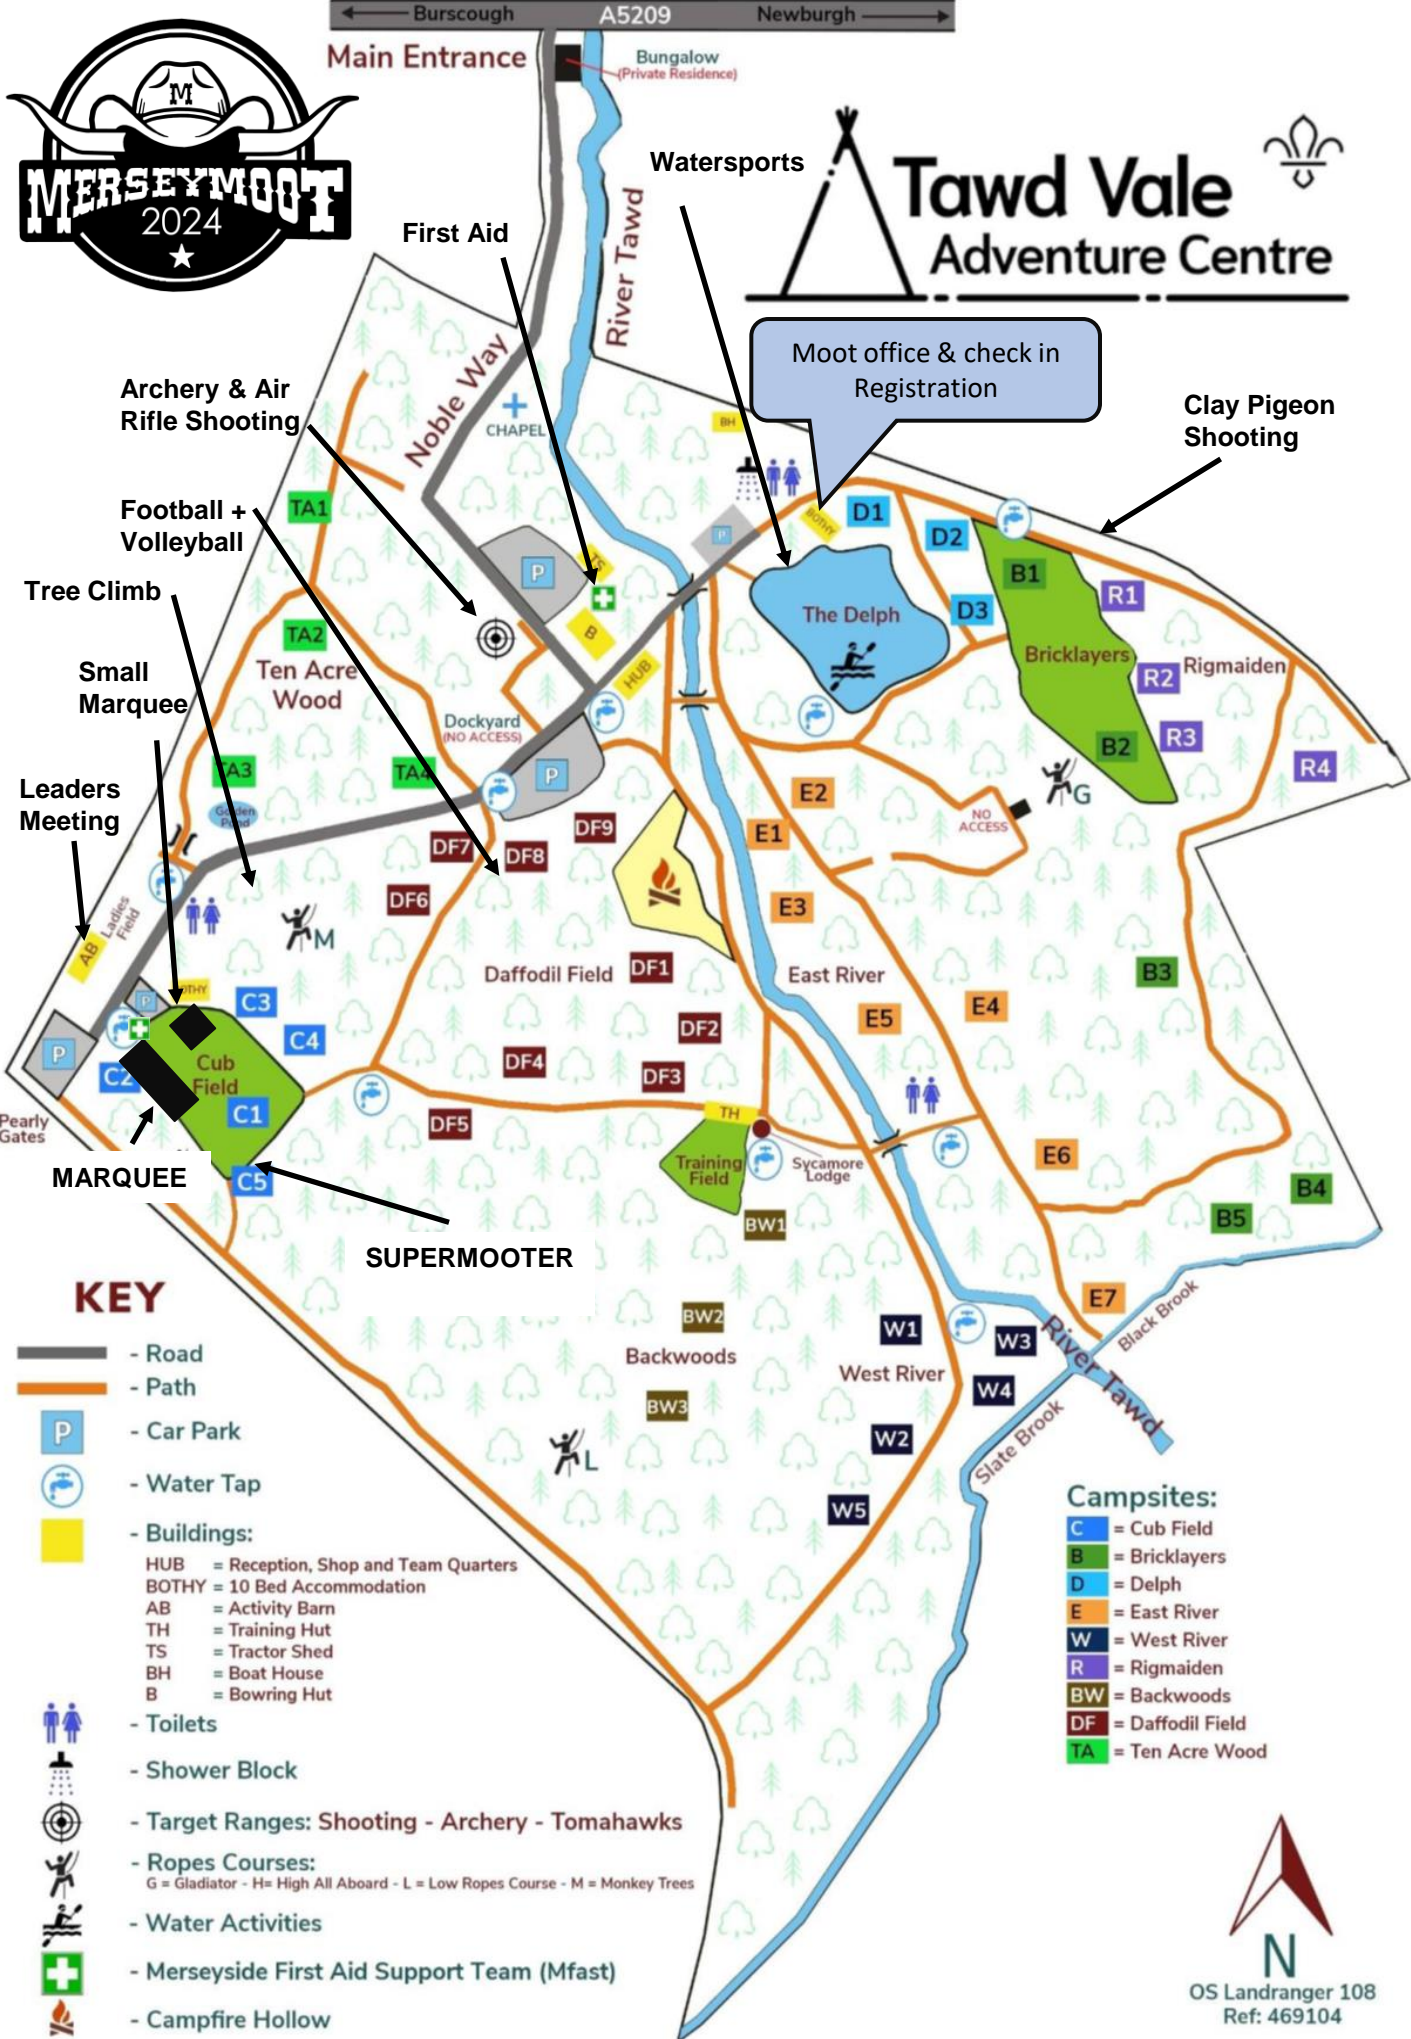 Burscough A5209 Newburgh
Main Entrance
Bungalow
(Private Residence)
M
MERSEYMOOT
2024
Tawd Vale
Adventure Centre
Watersports
First Aid
River Tawd
Moot office & check in
Registration
Noble Way
Archery & Air
Rifle Shooting
CHAPEL
BH
Clay Pigeon
Shooting
Football +
Volleyball
TA1
BOTHY
D1
D2
P
P
TS
B1
Tree Climb
R1
D3
The Delph
TA2
B
Bricklayers
Rigmaiden
Ten Acre
Wood
HUB
R2
Small
Marquee
Dockyard
(NO ACCESS)
R3
B2
R4
TA3
TA4
P
Golden
Pond
E2
G
NO
ACCESS
Leaders
Meeting
DF9
E1
DF7
DF8
DF6
E3
Ladies
Field
M
AB
Daffodil Field
DF1
East River
B3
OTHY
P
C3
E4
E5
DF2
C4
P
Cub
Field
C2
DF4
DF3
C1
Pearly
Gates
DF5
TH
MARQUEE
C5
Training
Field
Sycamore
Lodge
E6
B4
B5
BW1
SUPERMOOTER
E7
Black Brook
BW2
W1
W3
River Tawd
Backwoods
West River
W4
BW3
W2
Slate Brook
L
W5
KEY
- Road
- Path
P - Car Park
- Water Tap
- Buildings:
HUB = Reception, Shop and Team Quarters
BOTHY = 10 Bed Accommodation
AB = Activity Barn
TH = Training Hut
TS = Tractor Shed
BH = Boat House
B = Bowring Hut
- Toilets
- Shower Block
- Target Ranges: Shooting - Archery - Tomahawks
- Ropes Courses:
G = Gladiator - H= High All Aboard - L = Low Ropes Course - M = Monkey Trees
- Water Activities
- Merseyside First Aid Support Team (Mfast)
- Campfire Hollow
Campsites:
C = Cub Field
B = Bricklayers
D = Delph
E = East River
W = West River
R = Rigmaiden
BW = Backwoods
DF = Daffodil Field
TA = Ten Acre Wood
N
OS Landranger 108
Ref: 469104